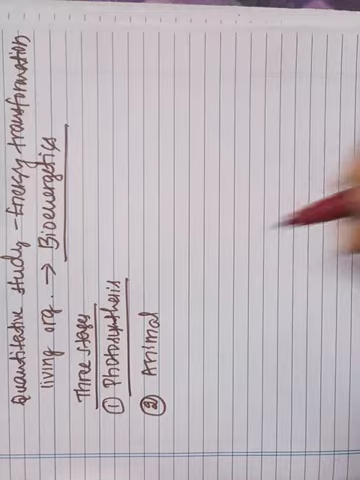 Quantitative study - Energy transformation
living org. → Bioenergetics
Three stages
① Photosynthesis
② Animal